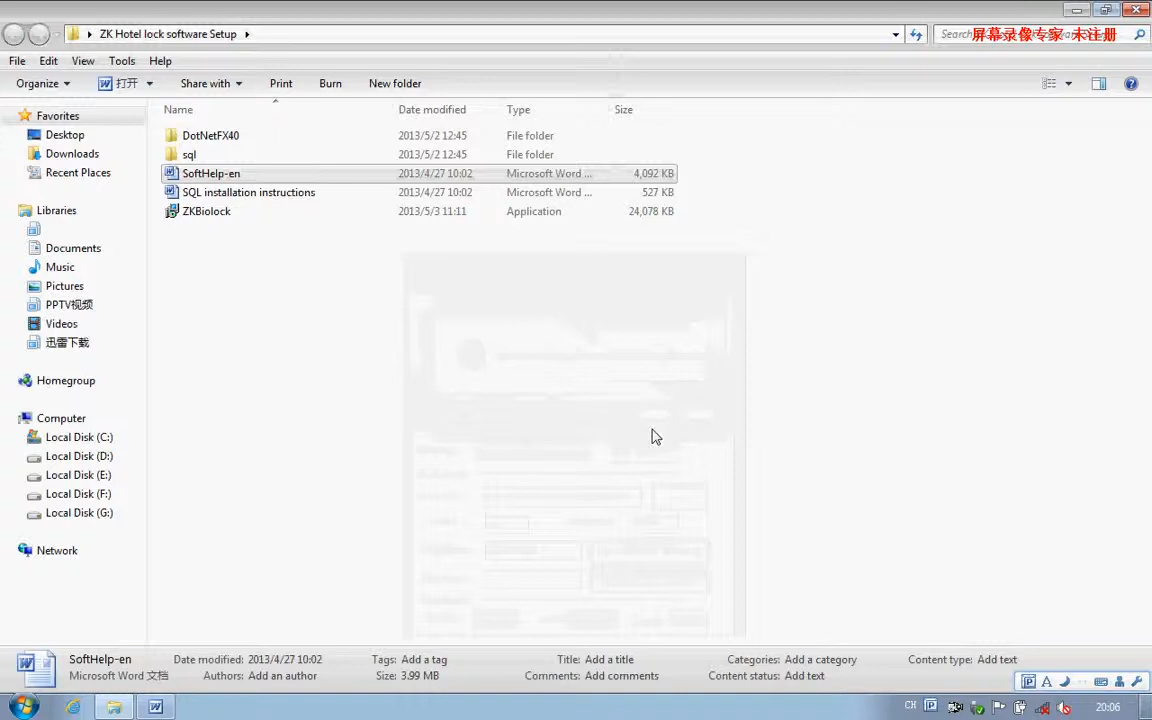 ZK Hotel lock software Setup
Search
屏幕录像专家 未注册
File Edit View Tools Help
Organize 打开 Share with Print Burn New folder
Name Date modified Type Size
Favorites
Desktop
Downloads
Recent Places
Libraries
Documents
Music
Pictures
PPTV视频
Videos
迅雷下载
Homegroup
Computer
Local Disk (C:)
Local Disk (D:)
Local Disk (E:)
Local Disk (F:)
Local Disk (G:)
Network
DotNetFX40 2013/5/2 12:45 File folder
sql 2013/5/2 12:45 File folder
SoftHelp-en 2013/4/27 10:02 Microsoft Word ... 4,092 KB
SQL installation instructions 2013/4/27 10:02 Microsoft Word ... 527 KB
ZKBiolock 2013/5/3 11:11 Application 24,078 KB
SoftHelp-en Date modified: 2013/4/27 10:02 Tags: Add a tag Title: Add a title Categories: Add a category Content type: Add text
Microsoft Word 文档 Authors: Add an author Size: 3.99 MB Comments: Add comments Content status: Add text
CH 20:06